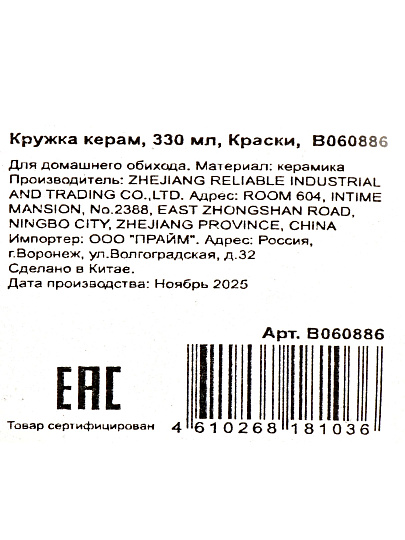 Кружка керам, 330 мл, Краски, B060886
Для домашнего обихода. Материал: керамика
Производитель: ZHEJIANG RELIABLE INDUSTRIAL
AND TRADING CO.,LTD. Адрес: ROOM 604, INTIME
MANSION, No.2388, EAST ZHONGSHAN ROAD,
NINGBO CITY, ZHEJIANG PROVINCE, CHINA
Импортер: ООО "ПРАЙМ". Адрес: Россия,
г.Воронеж, ул.Волгоградская, д.32
Сделано в Китае.
Дата производства: Ноябрь 2025
Арт. B060886
EAC
Товар сертифицирован
4 610268 181036